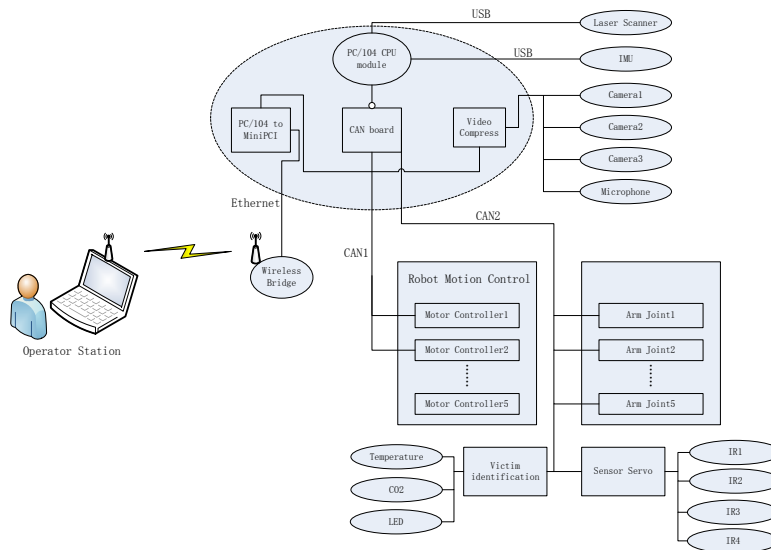 USB
Laser Scanner
PC/104 CPU
module
USB
IMU
Camera1
PC/104 to
MiniPCI
CAN board
Video
Compress
Camera2
Camera3
Microphone
Ethernet
CAN2
CAN1
Wireless
Bridge
Operator Station
Robot Motion Control
Motor Controller1
Motor Controller2
Motor Controller5
Arm Joint1
Arm Joint2
Arm Joint5
Temperature
CO2
LED
Victim
identification
Sensor Servo
IR1
IR2
IR3
IR4